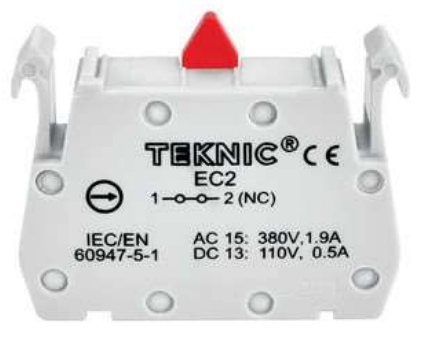 TEKNIC® CE
EC2
1 2 (NC)
IEC/EN
60947-5-1
AC 15: 380V,1.9A
DC 13: 110V, 0.5A